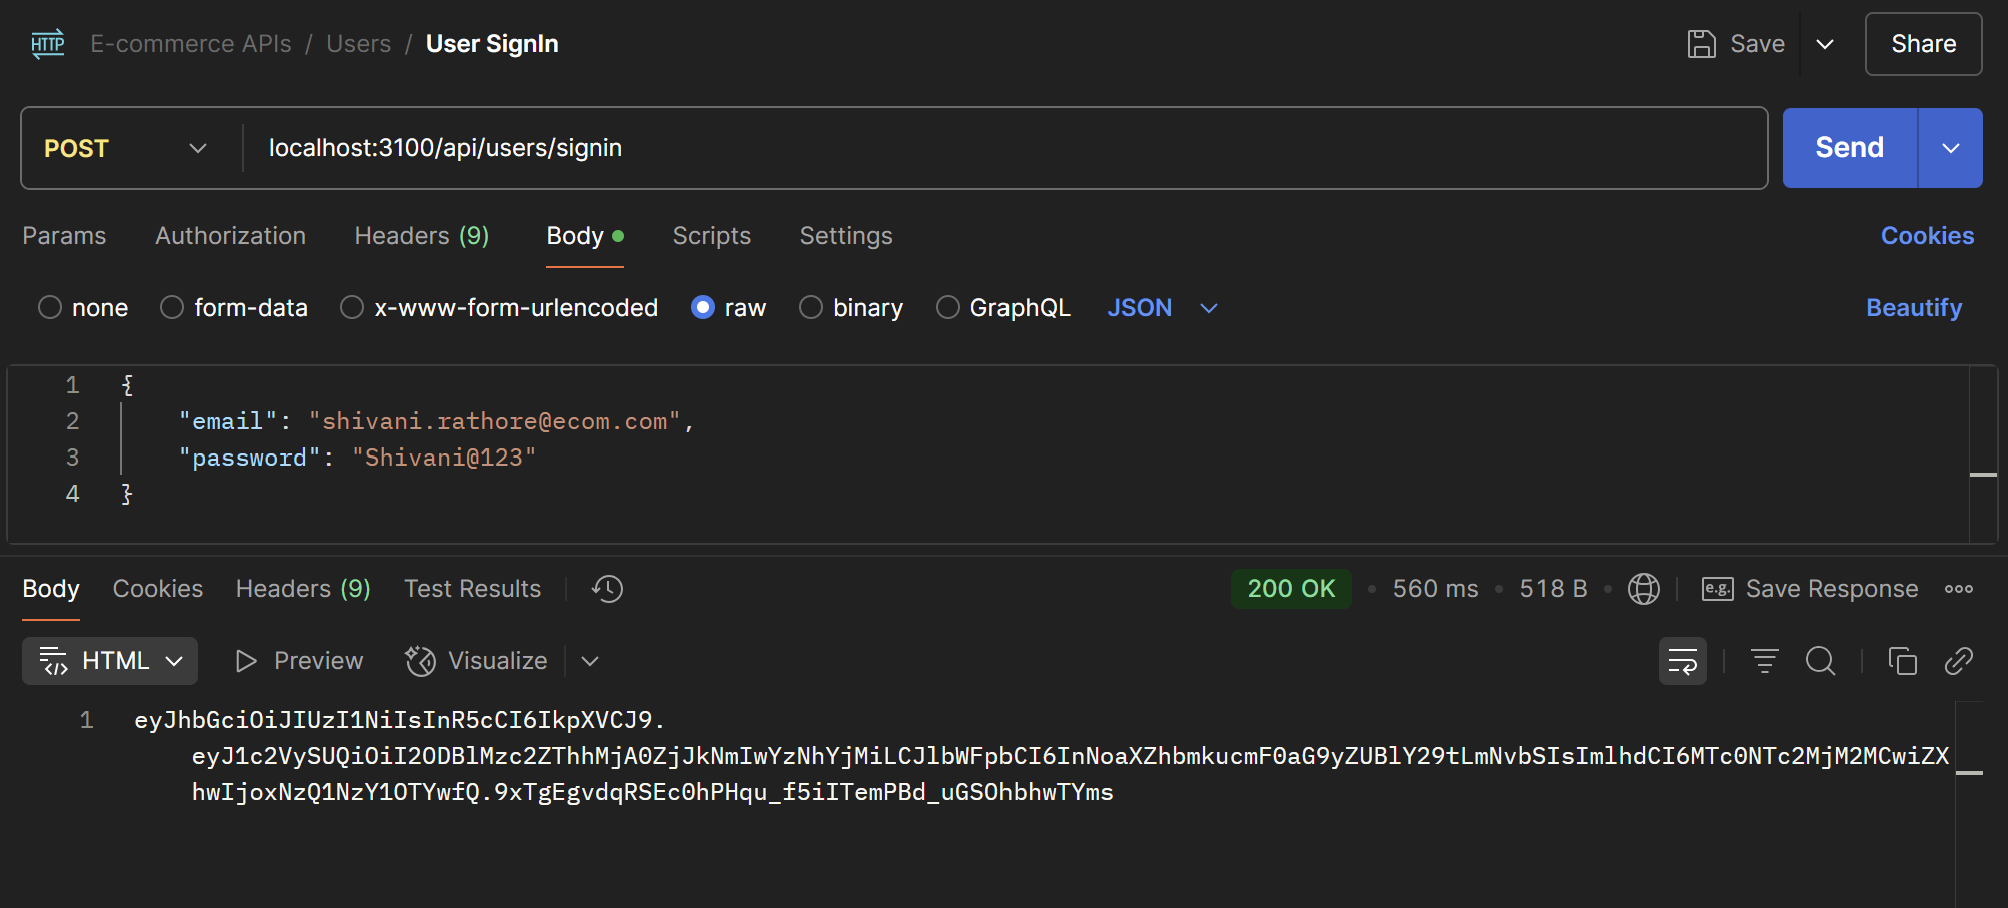 HTTP E-commerce APIs / Users / User SignIn Save Share
POST localhost:3100/api/users/signin Send
Params Authorization Headers (9) Body Scripts Settings Cookies
none form-data x-www-form-urlencoded raw binary GraphQL JSON Beautify
1 {
2 "email": "shivani.rathore@ecom.com",
3 "password": "Shivani@123"
4 }
Body Cookies Headers (9) Test Results 200 OK • 560 ms • 518 B • e.g. Save Response
HTML Preview Visualize
1 eyJhbGciOiJIUzI1NiIsInR5cCI6IkpXVCJ9.
eyJ1c2VySUQiOiI2ODBlMzc2ZThhMjA0ZjJkNmIwYzNhYjMiLCJlbWFpbCI6InNoaXZhbmkucmF0aG9yZUBlY29tLmNvbSIsImlhdCI6MTc0NTc2MjM2MCwiZX
hwIjoxNzQ1NzY1OTYwfQ.9xTgEgvdqRSEc0hPHqu_f5iITemPBd_uGSOhbhwTYms